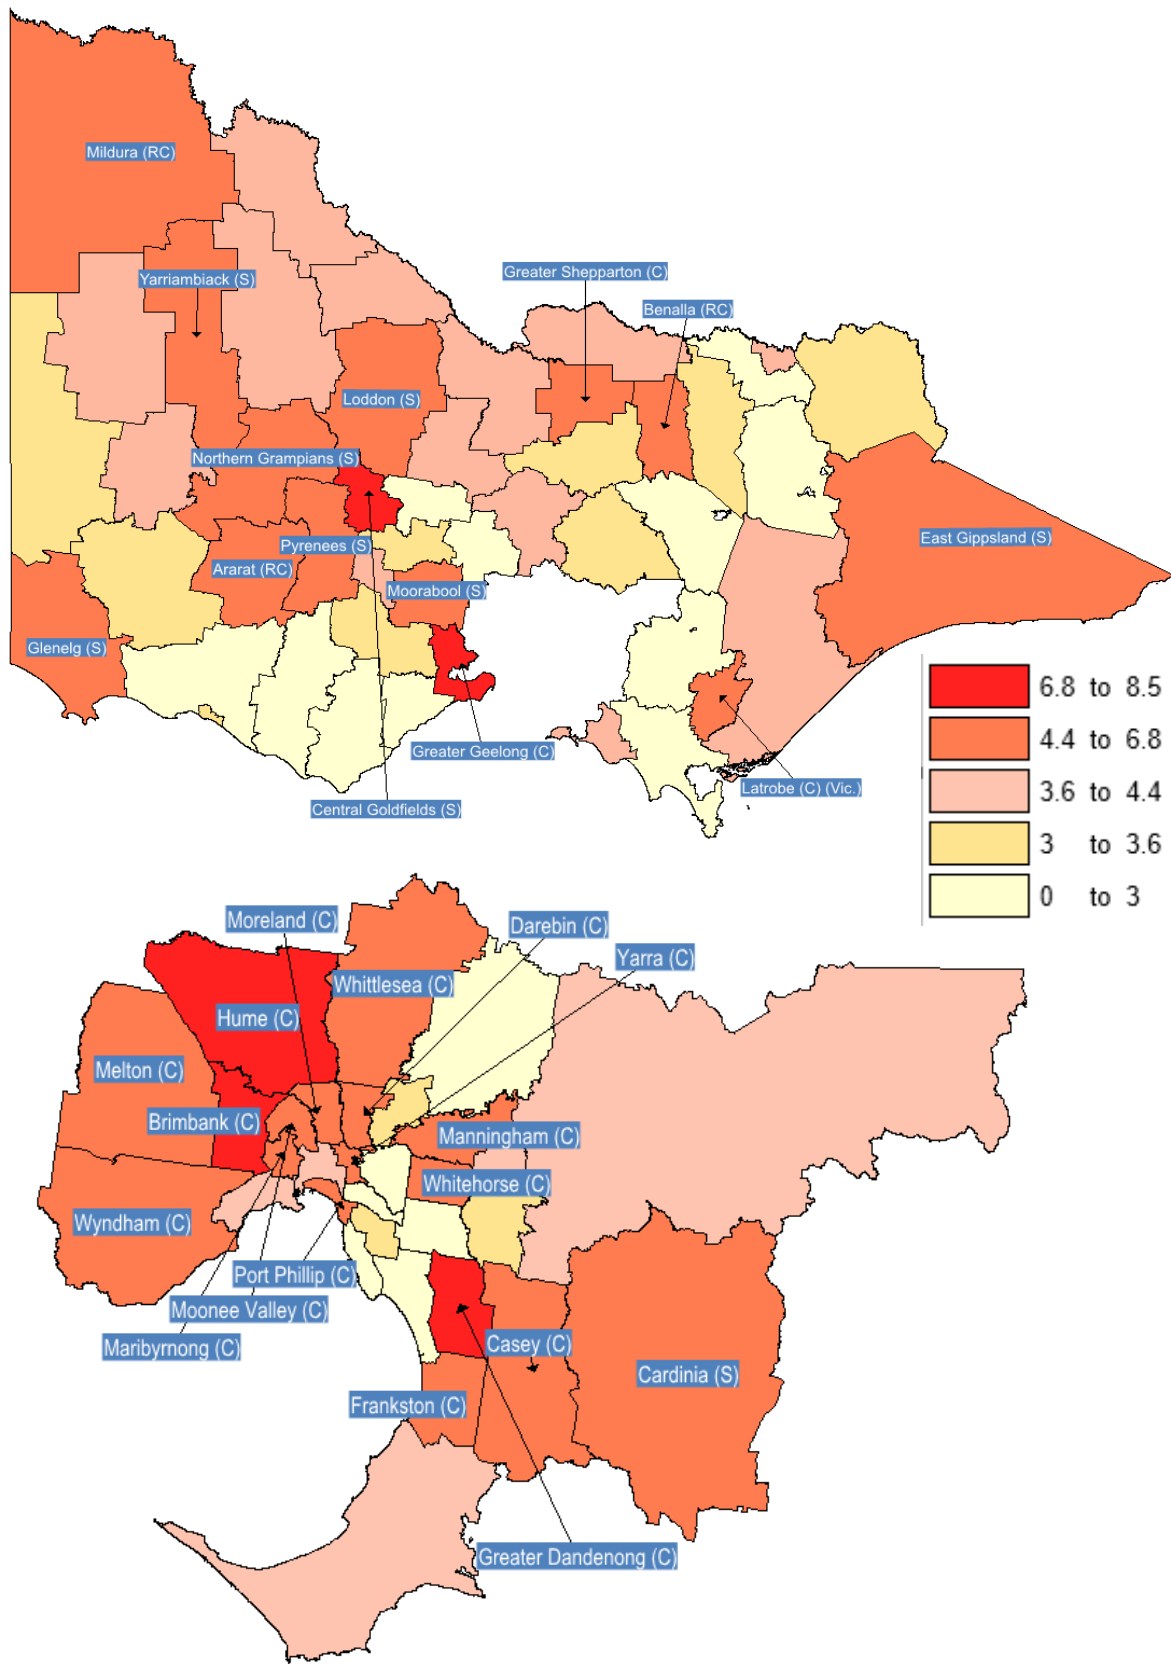 Mildura (RC)
Yarriambiack (S)
Greater Shepparton (C)
Benalla (RC)
Loddon (S)
Northern Grampians (S)
Pyrenees (S)
Ararat (RC)
East Gippsland (S)
Moorabool (S)
Glenelg (S)
Greater Geelong (C)
Latrobe (C) (Vic.)
Central Goldfields (S)
6.8 to 8.5
4.4 to 6.8
3.6 to 4.4
3 to 3.6
0 to 3
Moreland (C)
Darebin (C)
Yarra (C)
Whittlesea (C)
Hume (C)
Melton (C)
Brimbank (C)
Manningham (C)
Whitehorse (C)
Wyndham (C)
Port Phillip (C)
Moonee Valley (C)
Maribyrnong (C)
Casey (C)
Cardinia (S)
Frankston (C)
Greater Dandenong (C)